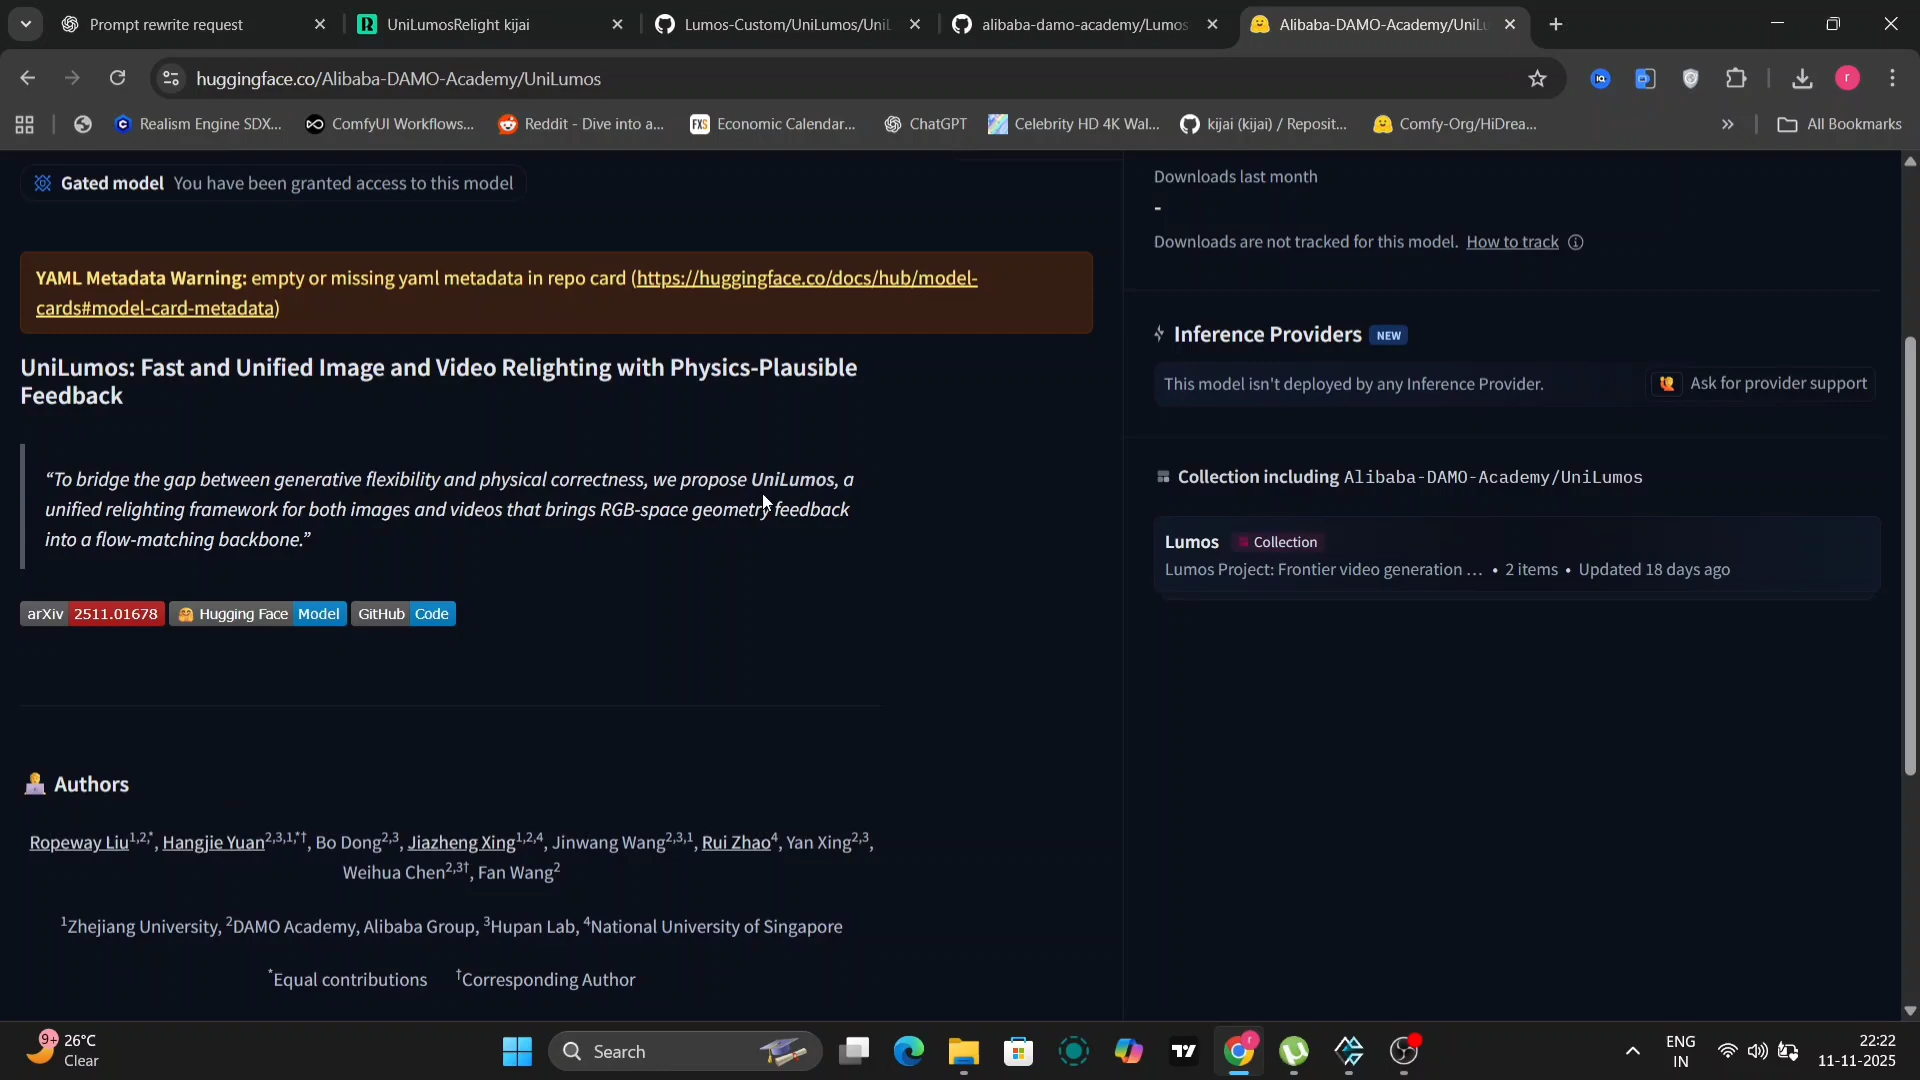 Prompt rewrite request
UniLumosRelight kijai
Lumos-Custom/UniLumos/Uni
alibaba-damo-academy/Lumos
Alibaba-DAMO-Academy/UniL
huggingface.co/Alibaba-DAMO-Academy/UniLumos
r
Realism Engine SDX...
ComfyUI Workflows...
Reddit - Dive into a...
FXS
Economic Calendar...
ChatGPT
Celebrity HD 4K Wal...
kijai (kijai) / Reposit...
Comfy-Org/HiDrea...
»
All Bookmarks
Gated model You have been granted access to this model
YAML Metadata Warning: empty or missing yaml metadata in repo card (https://huggingface.co/docs/hub/model-
cards#model-card-metadata)
UniLumos: Fast and Unified Image and Video Relighting with Physics-Plausible
Feedback
“To bridge the gap between generative flexibility and physical correctness, we propose UniLumos, a
unified relighting framework for both images and videos that brings RGB-space geometry feedback
into a flow-matching backbone.”
arXiv 2511.01678 Hugging Face Model GitHub Code
Authors
Ropeway Liu1,2,*, Hangjie Yuan2,3,1,*†, Bo Dong2,3, Jiazheng Xing1,2,4, Jinwang Wang2,3,1, Rui Zhao4, Yan Xing2,3,
Weihua Chen2,3†, Fan Wang2
1Zhejiang University, 2DAMO Academy, Alibaba Group, 3Hupan Lab, 4National University of Singapore
*Equal contributions †Corresponding Author
Downloads last month
-
Downloads are not tracked for this model. How to track
Inference Providers NEW
This model isn't deployed by any Inference Provider. Ask for provider support
Collection including Alibaba-DAMO-Academy/UniLumos
Lumos Collection
Lumos Project: Frontier video generation ... • 2 items • Updated 18 days ago
9+
26°C
Clear
Search
ENG
IN
22:22
11-11-2025